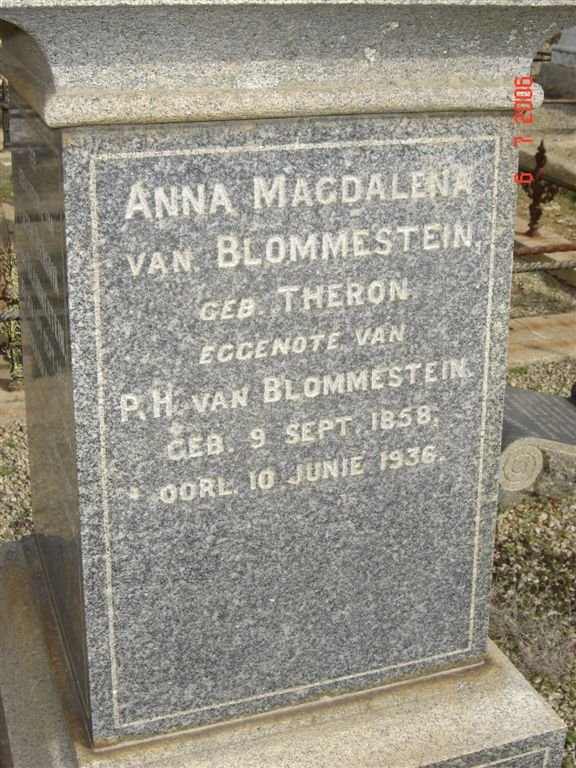 ANNA MAGDALENA
VAN BLOMMESTEIN,
GEB. THERON
EGGENOTE VAN
P.H. VAN BLOMMESTEIN.
GEB. 9 SEPT. 1858,
OORL. 10 JUNIE 1936.
6 7 2006